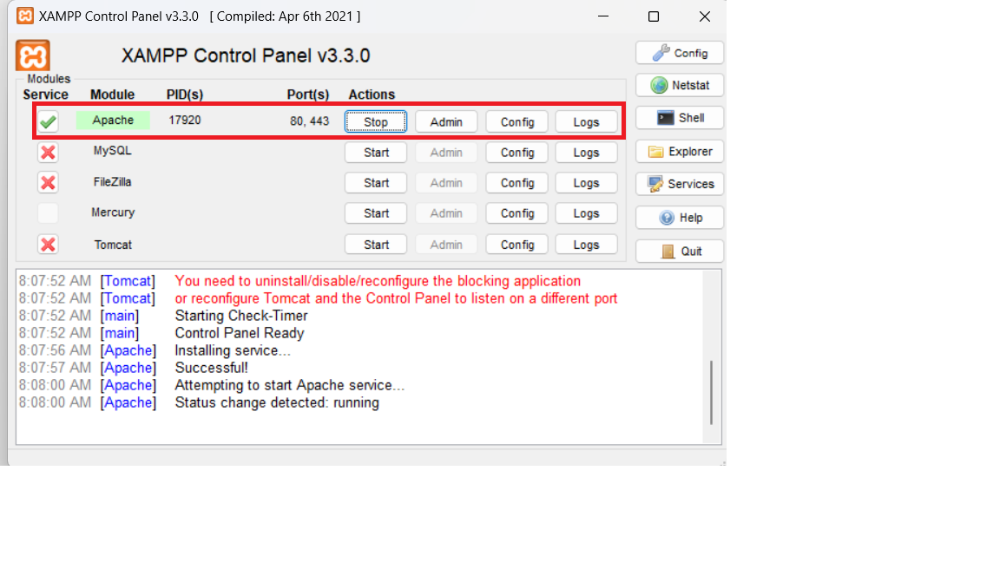 XAMPP Control Panel v3.3.0 [ Compiled: Apr 6th 2021 ]
XAMPP Control Panel v3.3.0
Config
Modules
Service Module PID(s) Port(s) Actions
Netstat
Apache 17920 80, 443 Stop Admin Config Logs
Shell
MySQL Start Admin Config Logs
Explorer
FileZilla Start Admin Config Logs
Services
Mercury Start Admin Config Logs
Help
Tomcat Start Admin Config Logs
Quit
8:07:52 AM [Tomcat] You need to uninstall/disable/reconfigure the blocking application
8:07:52 AM [Tomcat] or reconfigure Tomcat and the Control Panel to listen on a different port
8:07:52 AM [main] Starting Check-Timer
8:07:52 AM [main] Control Panel Ready
8:07:56 AM [Apache] Installing service...
8:07:57 AM [Apache] Successful!
8:08:00 AM [Apache] Attempting to start Apache service...
8:08:00 AM [Apache] Status change detected: running